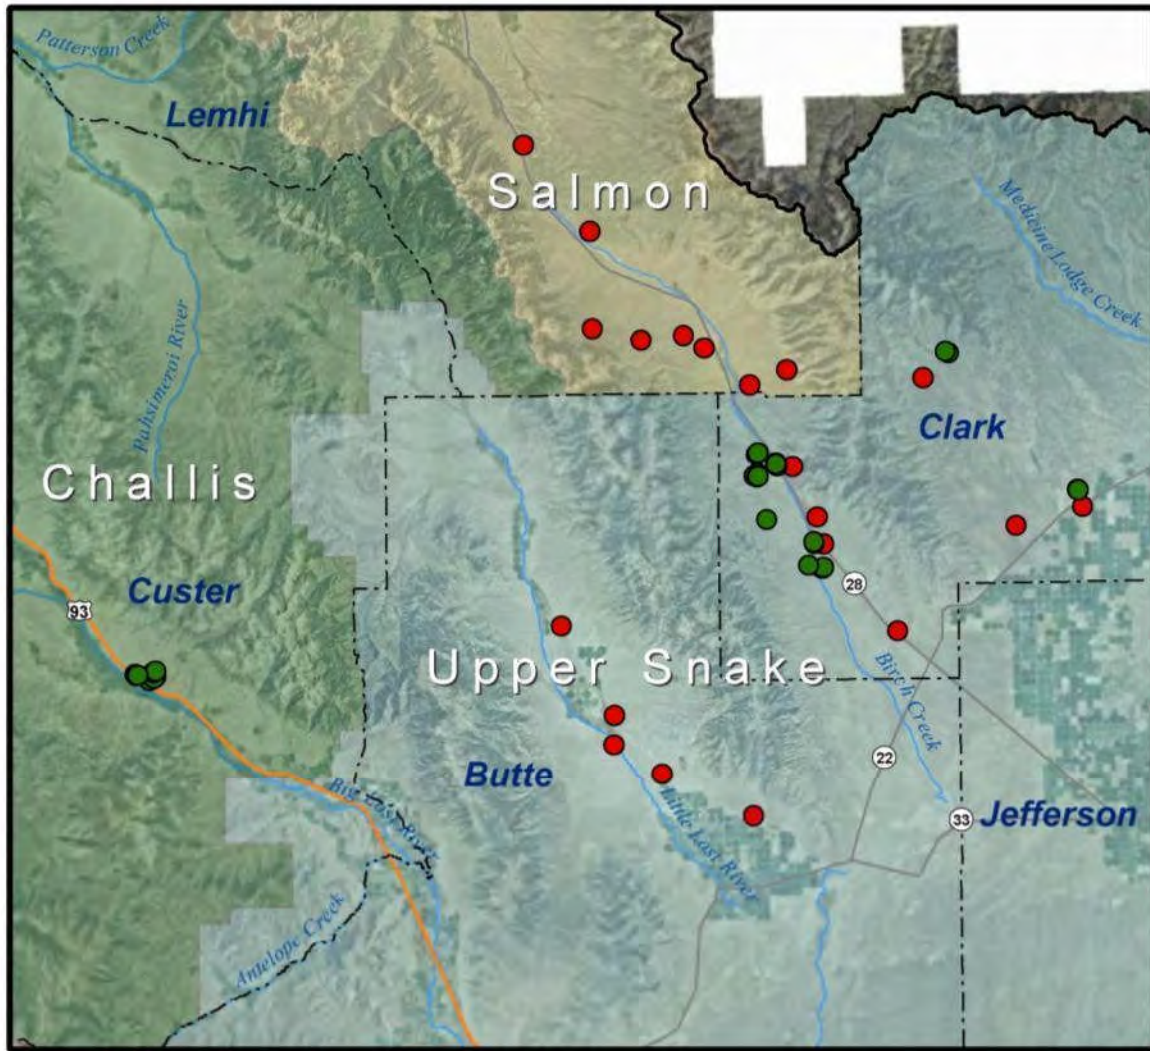 Patterson Creek
Lemhi
Salmon
Medicine Lodge Creek
Pahsimeroi River
Clark
Challis
Custer
93
28
Upper Snake
Birch Creek
22
Butte
Big Lost River
Little Lost River
33
Jefferson
Antelope Creek